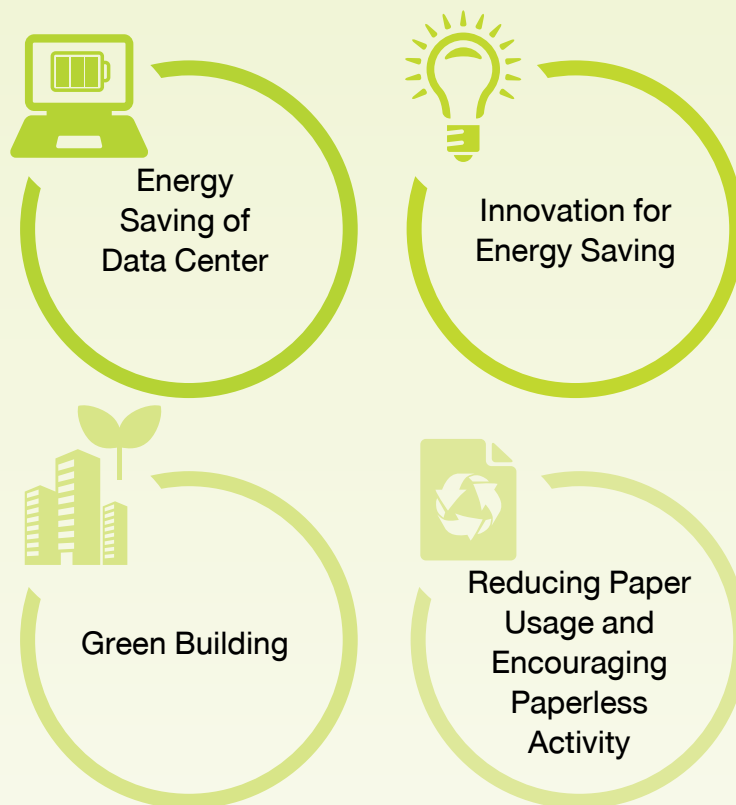 Energy
Saving of
Data Center
Innovation for
Energy Saving
Green Building
Reducing Paper
Usage and
Encouraging
Paperless
Activity